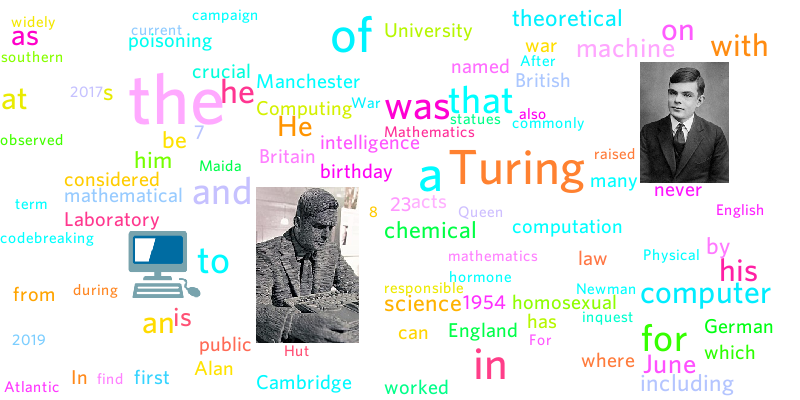 widely
campaign
theoretical
as
current
poisoning
of
University
on
war
machine
with
southern
After
crucial
named
British
at
2017s
the
he
Manchester
Computing
War
was
that
also
statues
commonly
observed
be
7
He
Mathematics
intelligence
him
Maida
Britain
birthday
a
Turing
raised
considered
many
mathematical
and
never
term
Laboratory
8
23
acts
Queen
English
codebreaking
chemical
computation
to
mathematics
law
Physical
by
hormone
his
from
during
responsible
science
1954
homosexual
Newman
computer
an
is
can
England
has
inquest
For
for
German
2019
public
Hut
in
where
June
which
Atlantic
In
find
first
Alan
Cambridge
worked
including